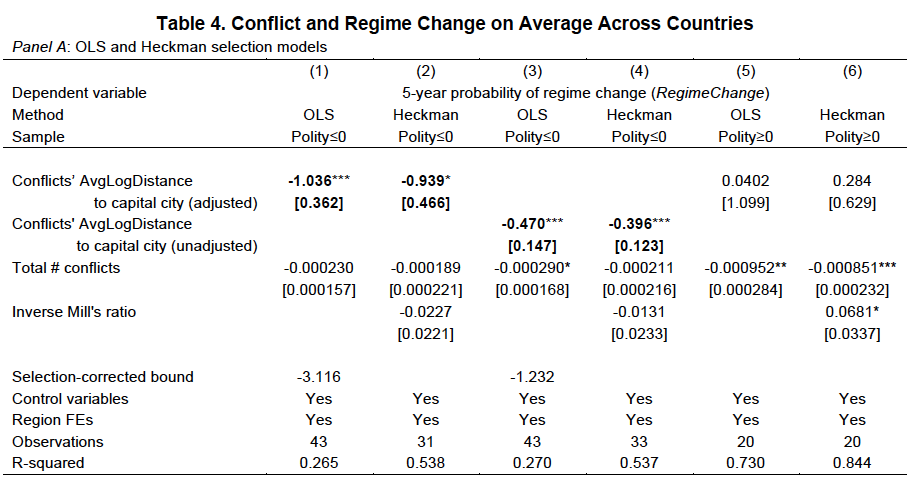 Table 4. Conflict and Regime Change on Average Across Countries
Panel A: OLS and Heckman selection models
(1) (2) (3) (4) (5) (6)
Dependent variable 5-year probability of regime change (RegimeChange)
Method OLS Heckman OLS Heckman OLS Heckman
Sample Polity≤0 Polity≤0 Polity≤0 Polity≤0 Polity≥0 Polity≥0
Conflicts’ AvgLogDistance -1.036*** -0.939* 0.0402 0.284
to capital city (adjusted) [0.362] [0.466] [1.099] [0.629]
Conflicts' AvgLogDistance -0.470*** -0.396***
to capital city (unadjusted) [0.147] [0.123]
Total # conflicts -0.000230 -0.000189 -0.000290* -0.000211 -0.000952** -0.000851***
[0.000157] [0.000221] [0.000168] [0.000216] [0.000284] [0.000232]
Inverse Mill's ratio -0.0227 -0.0131 0.0681*
[0.0221] [0.0233] [0.0337]
Selection-corrected bound -3.116 -1.232
Control variables Yes Yes Yes Yes Yes Yes
Region FEs Yes Yes Yes Yes Yes Yes
Observations 43 31 43 33 20 20
R-squared 0.265 0.538 0.270 0.537 0.730 0.844